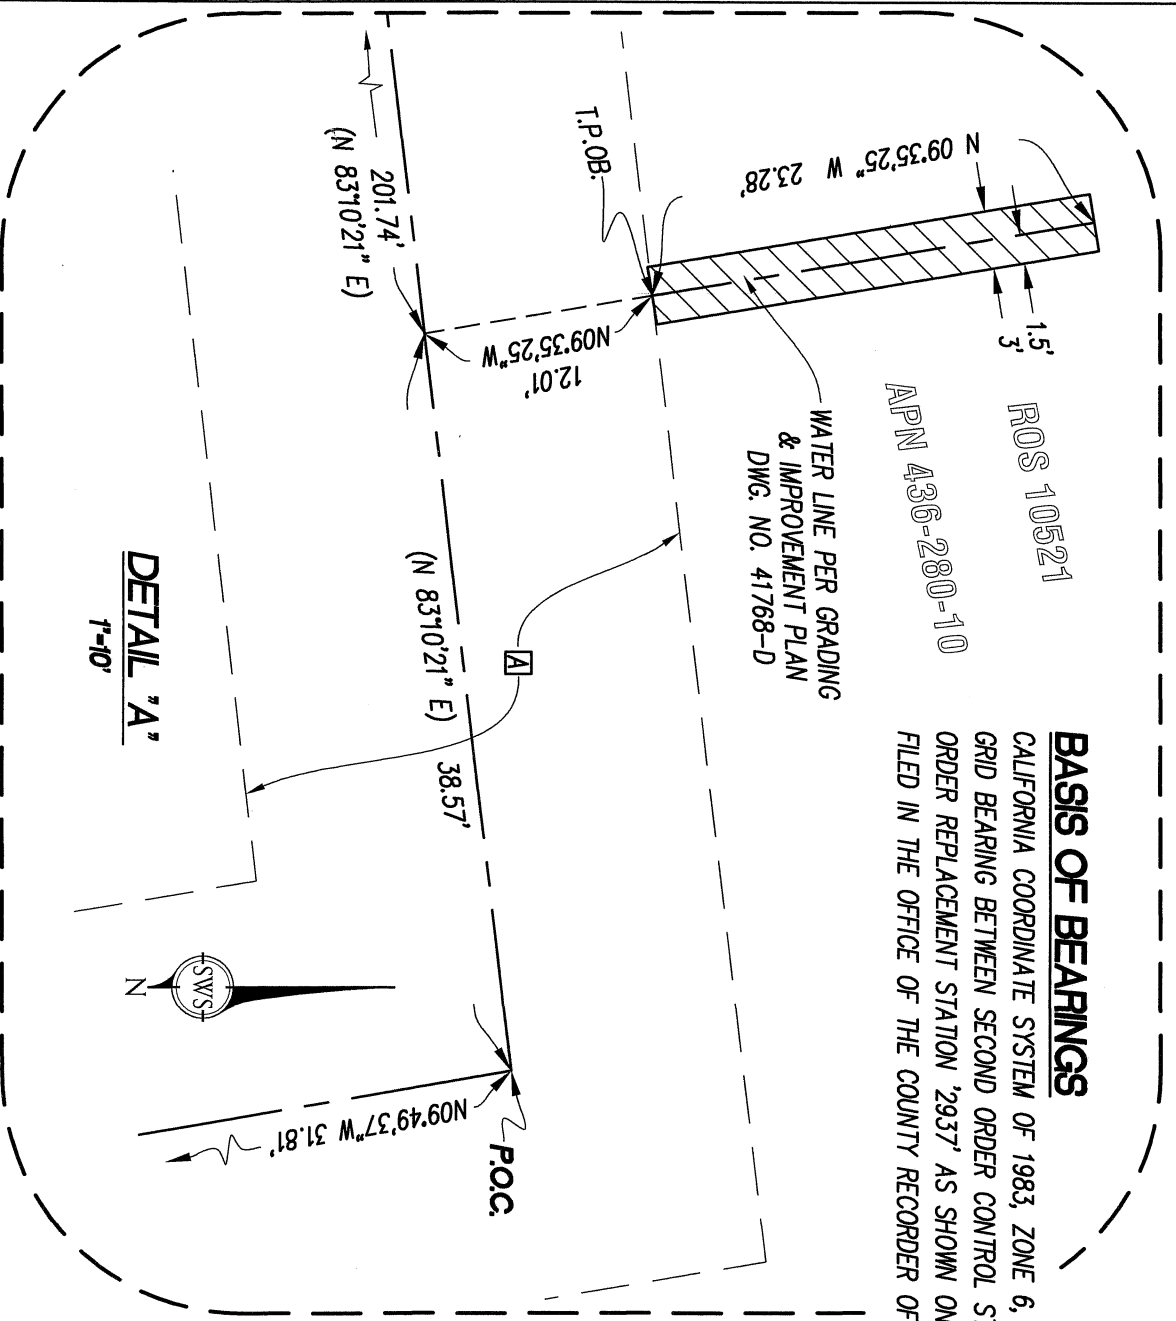 N 09°35'25" W 23.28'
T.P.OB.
1.5'
3'
ROS 10521
APN 436-280-10
WATER LINE PER GRADING
& IMPROVEMENT PLAN
DWG. NO. 41768-D
201.74'
(N 83°10'21" E)
N09°35'25"W
12.01'
(N 83°10'21" E) 38.57'
A
DETAIL "A"
1"=10'
BASIS OF BEARINGS
CALIFORNIA COORDINATE SYSTEM OF 1983, ZONE 6,
GRID BEARING BETWEEN SECOND ORDER CONTROL
ORDER REPLACEMENT STATION '2937' AS SHOWN ON
FILED IN THE OFFICE OF THE COUNTY RECORDER OF
SWS
N
N09°49'37"W 31.81'
P.O.C.